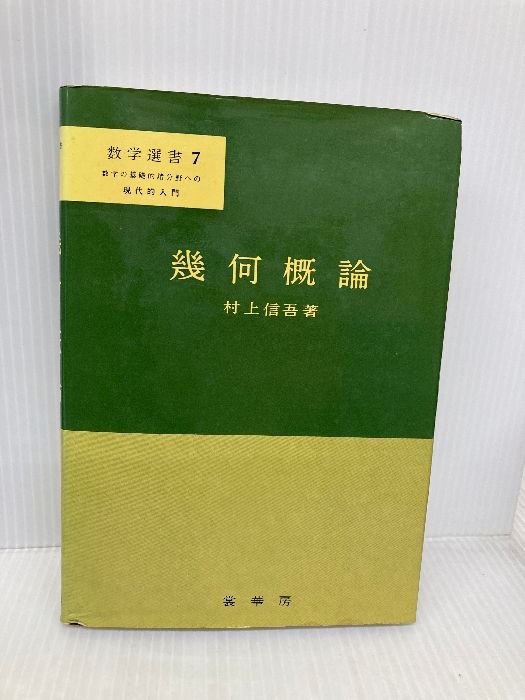 数学選書 7
数学の基礎的諸分野への
現代的入門
幾何概論
村上信吾著
裳華房